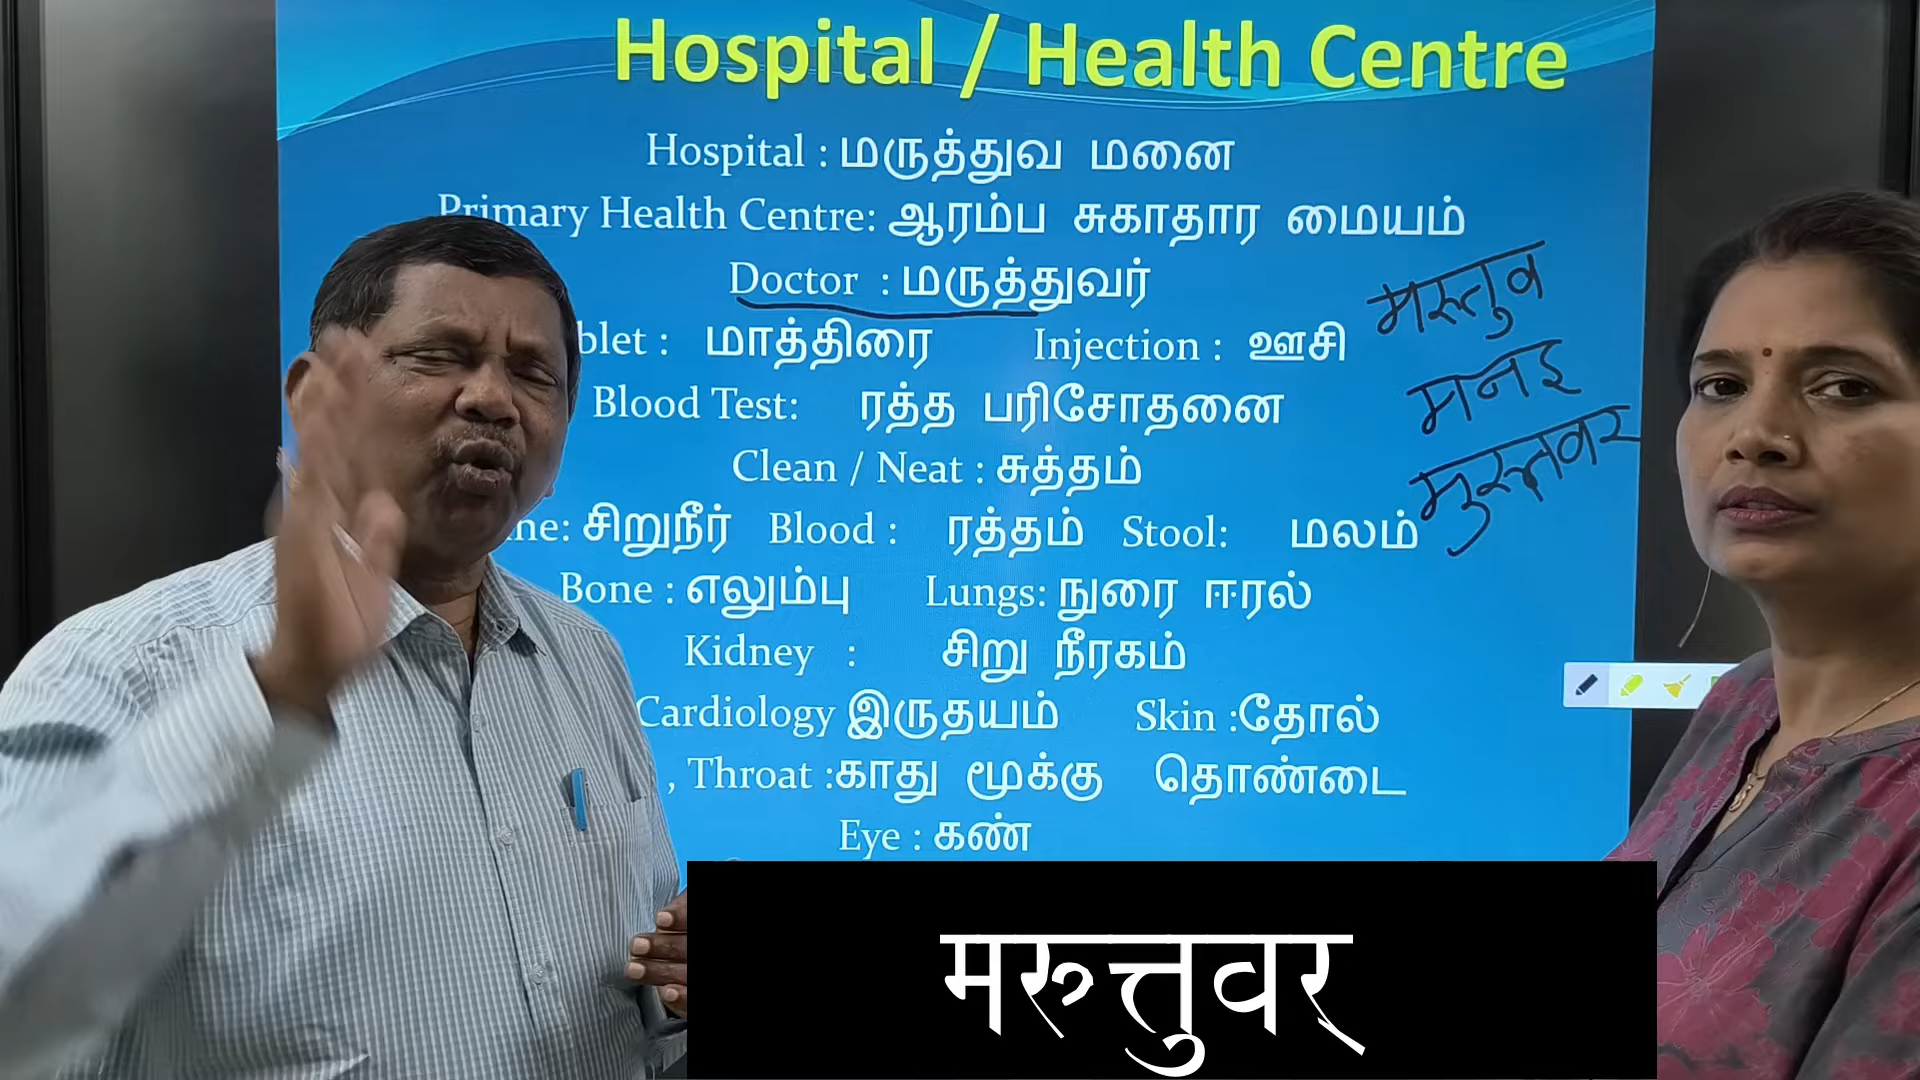 Hospital / Health Centre
Hospital : மருத்துவ மனை
Primary Health Centre: ஆரம்ப சுகாதார மையம்
Doctor : மருத்துவர்
blet : மாத்திரை Injection : ஊசி
Blood Test: ரத்த பரிசோதனை
Clean / Neat : சுத்தம்
ne: சிறுநீர் Blood : ரத்தம் Stool: மலம்
Bone : எலும்பு Lungs: நுரை ஈரல்
Kidney : சிறு நீரகம்
Cardiology இருதயம் Skin :தோல்
, Throat :காது மூக்கு தொண்டை
Eye : கண்
मरुत्तुव
मनइ
मरुत्तुवर्